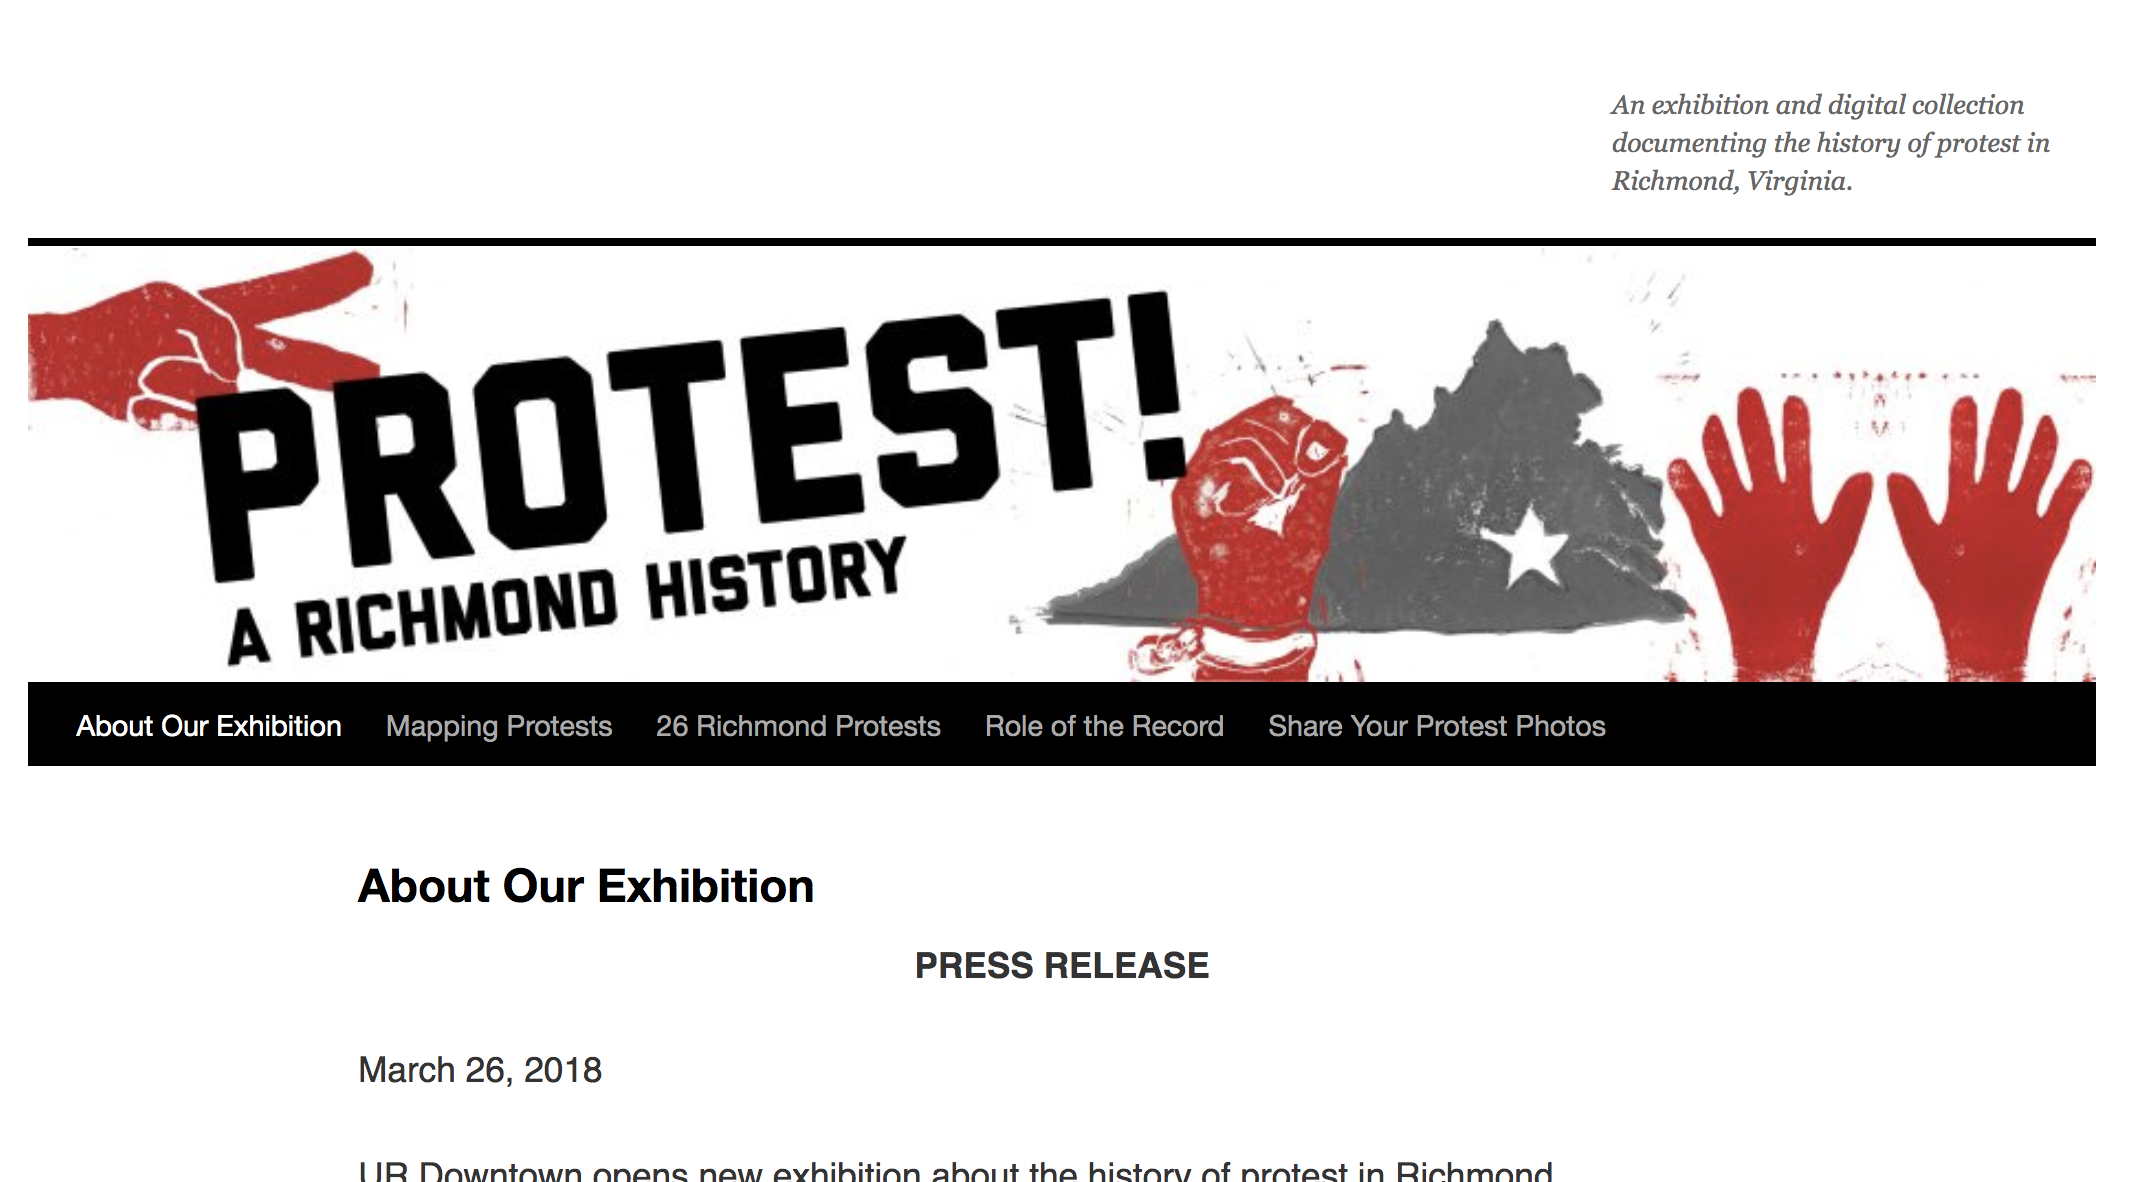 An exhibition and digital collection
documenting the history of protest in
Richmond, Virginia.
PROTEST!
A RICHMOND HISTORY
About Our Exhibition Mapping Protests 26 Richmond Protests Role of the Record Share Your Protest Photos
About Our Exhibition
PRESS RELEASE
March 26, 2018
UR Downtown opens new exhibition about the history of protest in Richmond